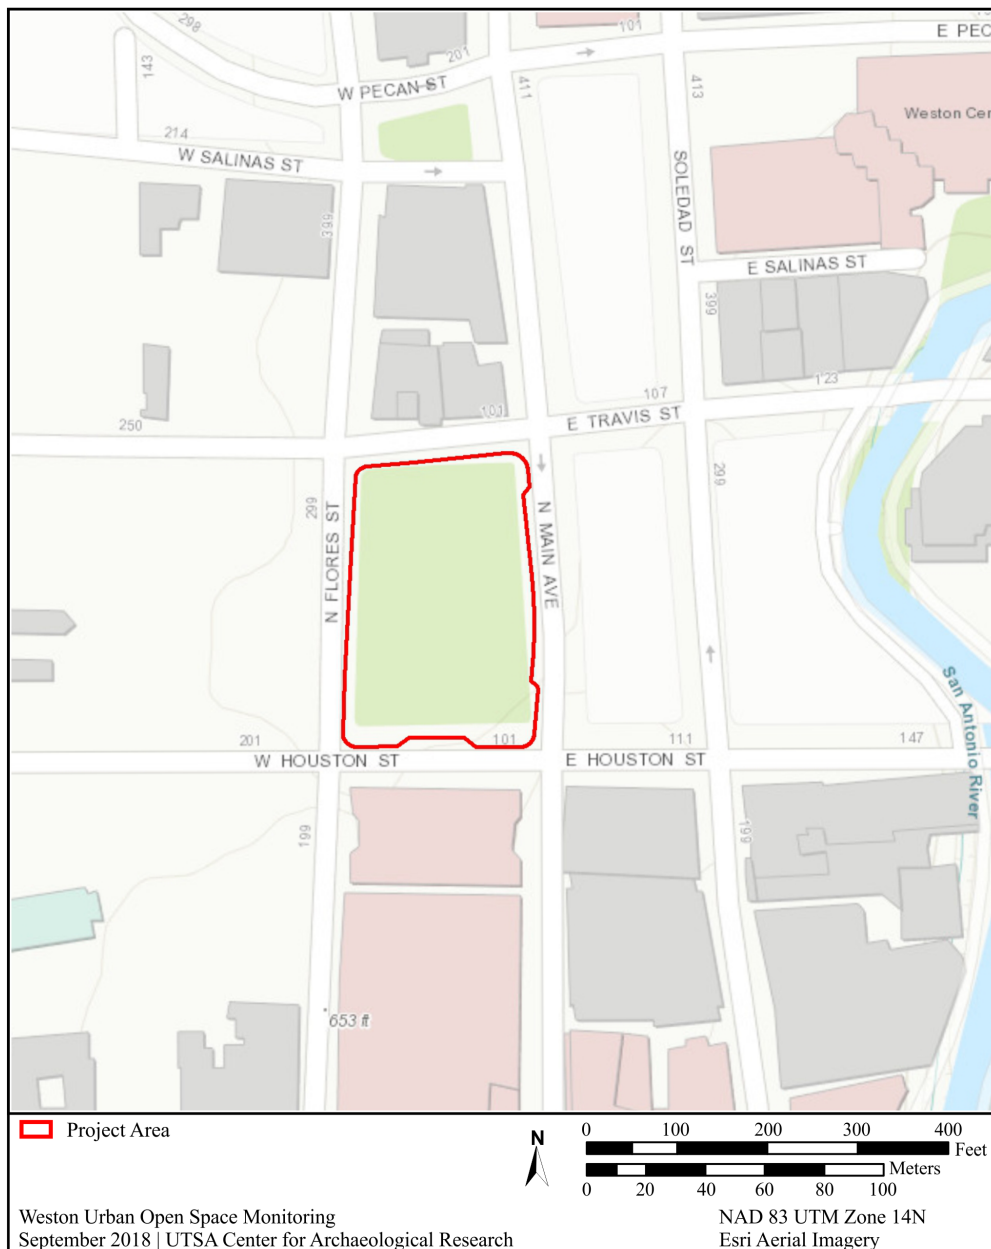 298
101
E PEC
143
201
W PECAN ST
411
413
Weston Cer
214
W SALINAS ST
SOLEDAD ST
399
E SALINAS ST
399
123
107
101
E TRAVIS ST
250
299
299
N FLORES ST
N MAIN AVE
San Antonio River
201
101
111
147
W HOUSTON ST
E HOUSTON ST
199
199
653 ft
Project Area
N
0 100 200 300 400
Feet
Meters
0 20 40 60 80 100
Weston Urban Open Space Monitoring
September 2018 | UTSA Center for Archaeological Research
NAD 83 UTM Zone 14N
Esri Aerial Imagery